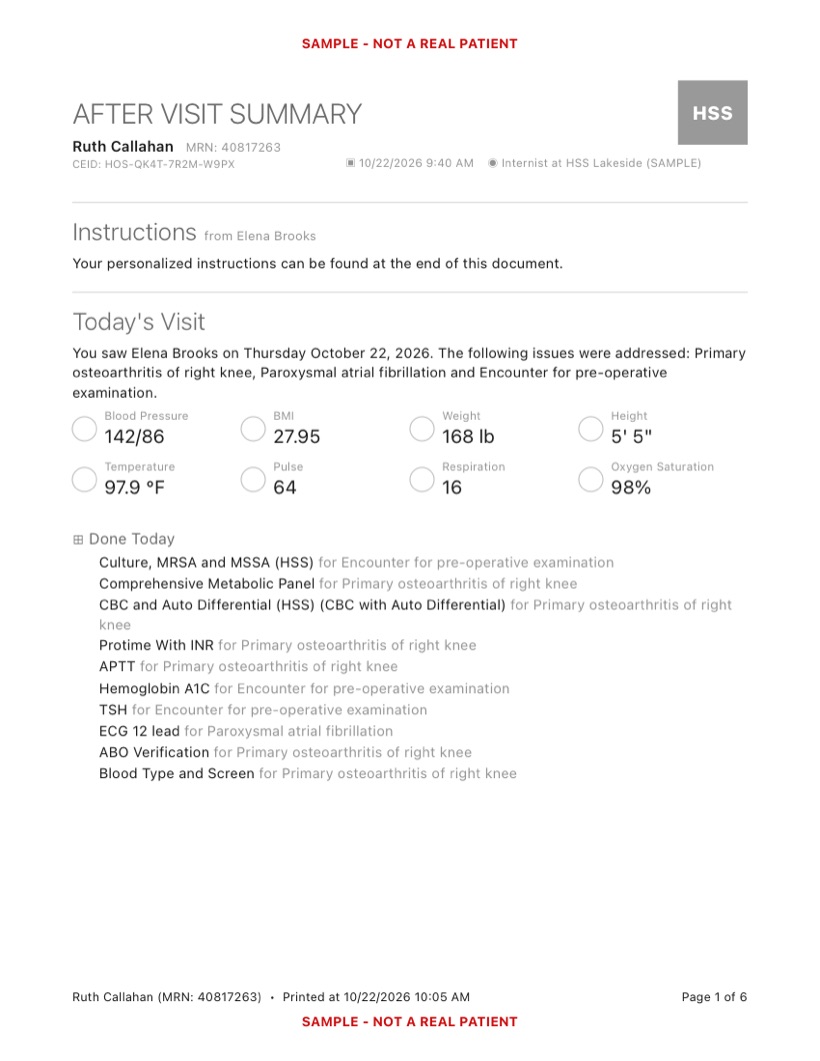 SAMPLE - NOT A REAL PATIENT
AFTER VISIT SUMMARY
HSS
Ruth Callahan MRN: 40817263
CEID: HOS-QK4T-7R2M-W9PX
10/22/2026 9:40 AM Internist at HSS Lakeside (SAMPLE)
Instructions from Elena Brooks
Your personalized instructions can be found at the end of this document.
Today's Visit
You saw Elena Brooks on Thursday October 22, 2026. The following issues were addressed: Primary
osteoarthritis of right knee, Paroxysmal atrial fibrillation and Encounter for pre-operative
examination.
Blood Pressure BMI Weight Height
142/86 27.95 168 lb 5' 5"
Temperature Pulse Respiration Oxygen Saturation
97.9 °F 64 16 98%
Done Today
Culture, MRSA and MSSA (HSS) for Encounter for pre-operative examination
Comprehensive Metabolic Panel for Primary osteoarthritis of right knee
CBC and Auto Differential (HSS) (CBC with Auto Differential) for Primary osteoarthritis of right
knee
Protime With INR for Primary osteoarthritis of right knee
APTT for Primary osteoarthritis of right knee
Hemoglobin A1C for Encounter for pre-operative examination
TSH for Encounter for pre-operative examination
ECG 12 lead for Paroxysmal atrial fibrillation
ABO Verification for Primary osteoarthritis of right knee
Blood Type and Screen for Primary osteoarthritis of right knee
Ruth Callahan (MRN: 40817263) • Printed at 10/22/2026 10:05 AM Page 1 of 6
SAMPLE - NOT A REAL PATIENT